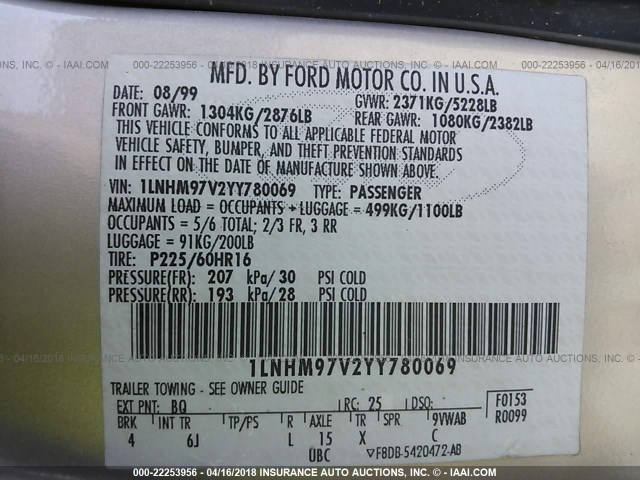 000-22253956 - 04/16/2018 INSURANCE AUTO AUCTIONS, INC. - WWW.IAAI.COM
MFD. BY FORD MOTOR CO. IN U.S.A.
DATE: 08/99 GVWR: 2371KG/5228LB
FRONT GAWR: 1304KG/2876LB REAR GAWR: 1080KG/2382LB
THIS VEHICLE CONFORMS TO ALL APPLICABLE FEDERAL MOTOR
VEHICLE SAFETY, BUMPER, AND THEFT PREVENTION STANDARDS
IN EFFECT ON THE DATE OF MANUFACTURE SHOWN ABOVE.
VIN: 1LNHM97V2YY780069 TYPE: PASSENGER
MAXIMUM LOAD = OCCUPANTS + LUGGAGE = 499KG/1100LB
OCCUPANTS = 5/6 TOTAL; 2/3 FR, 3 RR
LUGGAGE = 91KG/200LB
TIRE: P225/60HR16
PRESSURE(FR) 207 kPa/30 PSI COLD
PRESSURE(RR) 193 kPa/28 PSI COLD
1LNHM97V2YY780069
TRAILER TOWING - SEE OWNER GUIDE
EXT PNT: BQ RC: 25 DSO: F0153
BRK INT TR TP/PS R AXLE TR SPR 9VWAB R0099
4 6J L 15 X C
UBC ▽F8DB-5420472-AB
000-22253956 - 04/16/2018 INSURANCE AUTO AUCTIONS, INC. - WWW.IAAI.COM